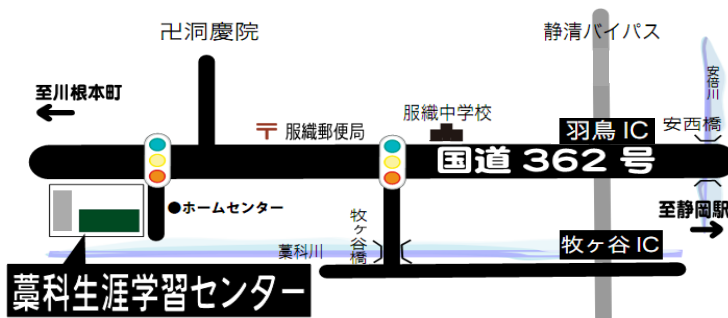 卍洞慶院
静清バイパス
至川根本町
安倍川
服織中学校
〒 服織郵便局
羽鳥 IC
安西橋
国道 362 号
●ホームセンター
牧ヶ谷橋
至静岡駅
藁科川
牧ヶ谷 IC
藁科生涯学習センター